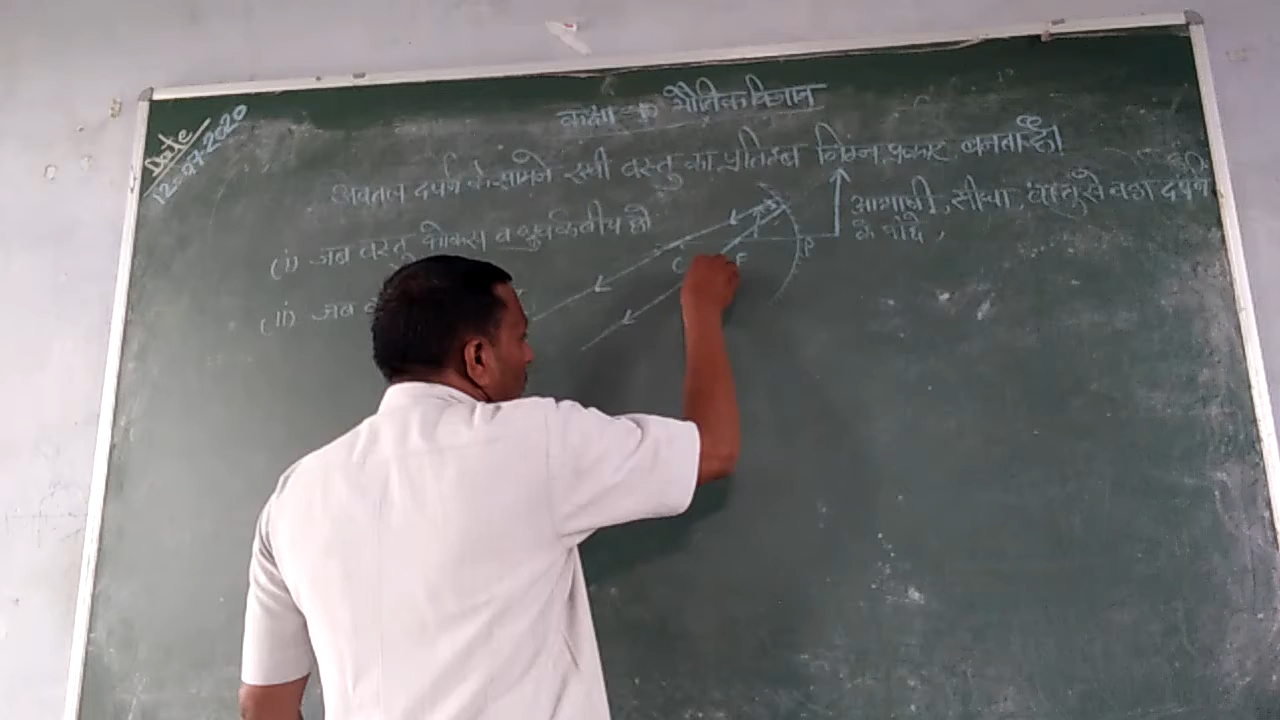 Date
12-07-2020
कक्षा 10 भौतिक विज्ञान
अवतल दर्पण के सामने रखी वस्तु का प्रतिबिंब निम्न प्रकार बनता है।
(i) जब वस्तु फोकस व ध्रुव के बीच हो
आभासी, सीधा, वस्तु से बड़ा दर्पण
के पीछे,
(ii) जब
C F P